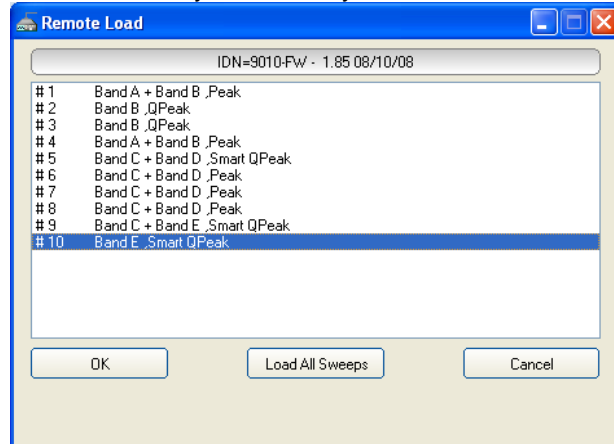 Remote Load
IDN=9010-FW - 1.85 08/10/08
# 1 Band A + Band B ,Peak
# 2 Band B ,QPeak
# 3 Band B ,QPeak
# 4 Band A + Band B ,Peak
# 5 Band C + Band D ,Smart QPeak
# 6 Band C + Band D ,Peak
# 7 Band C + Band D ,Peak
# 8 Band C + Band D ,Peak
# 9 Band C + Band E ,Smart QPeak
# 10 Band E ,Smart QPeak
OK Load All Sweeps Cancel